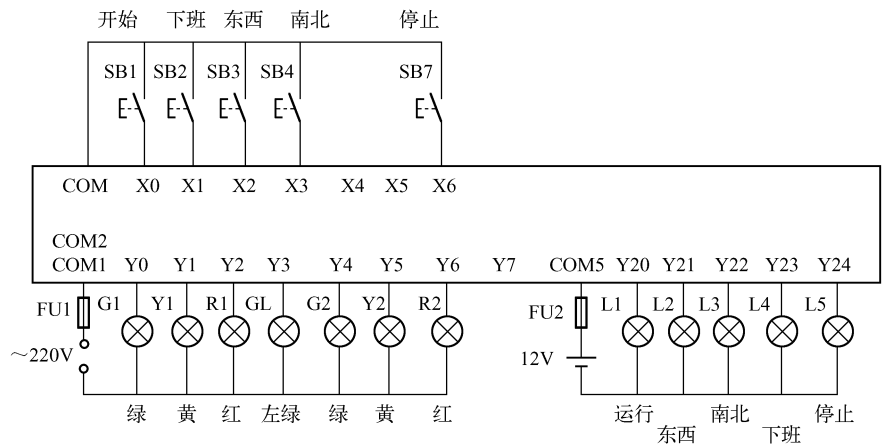 开始 下班 东西 南北 停止
SB1 SB2 SB3 SB4 SB7
COM X0 X1 X2 X3 X4 X5 X6
COM2
COM1 Y0 Y1 Y2 Y3 Y4 Y5 Y6 Y7 COM5 Y20 Y21 Y22 Y23 Y24
FU1 G1 Y1 R1 GL G2 Y2 R2 FU2 L1 L2 L3 L4 L5
～220V 12V
绿 黄 红 左绿 绿 黄 红 运行 南北 停止
东西 下班